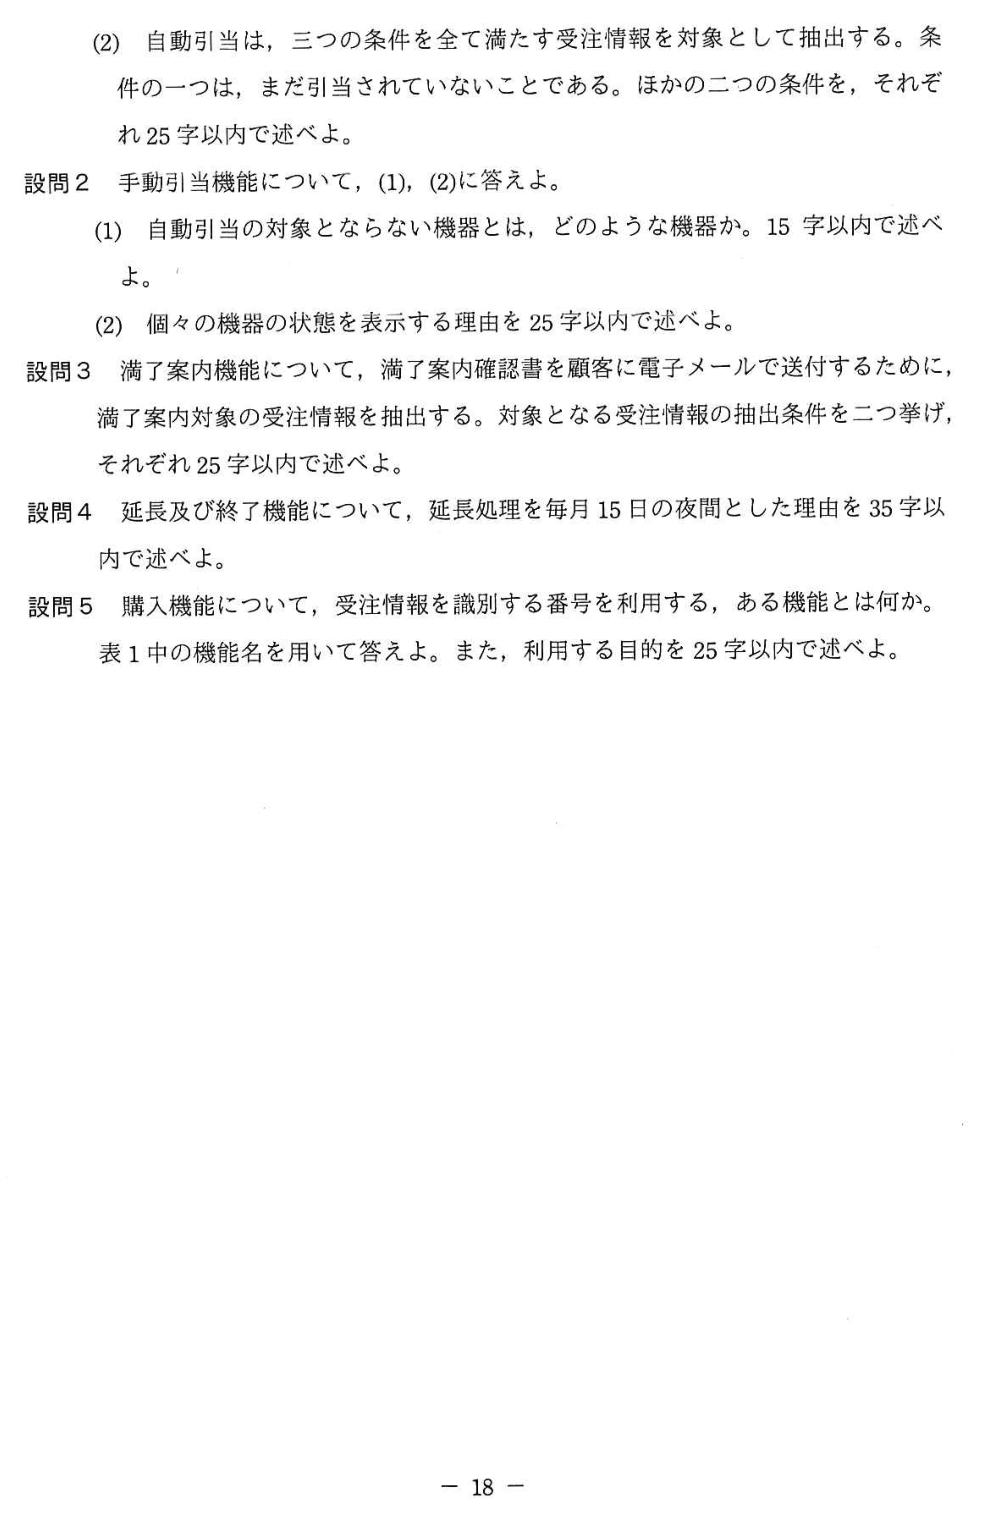 (2) 自動引当は，三つの条件を全て満たす受注情報を対象として抽出する。条
件の一つは，まだ引当されていないことである。ほかの二つの条件を，それぞ
れ 25 字以内で述べよ。
設問２ 手動引当機能について，(1)，(2)に答えよ。
(1) 自動引当の対象とならない機器とは，どのような機器か。15 字以内で述べ
よ。
(2) 個々の機器の状態を表示する理由を 25 字以内で述べよ。
設問３ 満了案内機能について，満了案内確認書を顧客に電子メールで送付するために，
満了案内対象の受注情報を抽出する。対象となる受注情報の抽出条件を二つ挙げ，
それぞれ 25 字以内で述べよ。
設問４ 延長及び終了機能について，延長処理を毎月 15 日の夜間とした理由を 35 字以
内で述べよ。
設問５ 購入機能について，受注情報を識別する番号を利用する，ある機能とは何か。
表 1 中の機能名を用いて答えよ。また，利用する目的を 25 字以内で述べよ。
－ 18 －